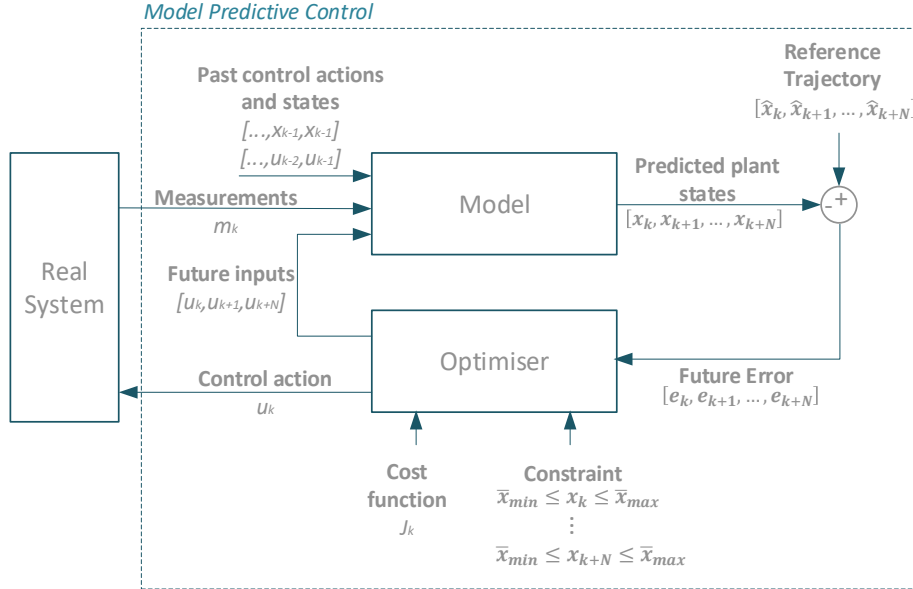 Model Predictive Control
Past control actions
and states
[...,xk-1,xk-1]
[...,uk-2,uk-1]
Reference
Trajectory
[x̂k, x̂k+1, … , x̂k+N]
Measurements
mk
Model
Predicted plant
states
[xk, xk+1, … , xk+N]
- +
Real
System
Future inputs
[uk,uk+1,uk+N]
Optimiser
Future Error
[ek, ek+1, … , ek+N]
Control action
uk
Cost
function
Jk
Constraint
x̅min ≤ xk ≤ x̅max
⋮
x̅min ≤ xk+N ≤ x̅max